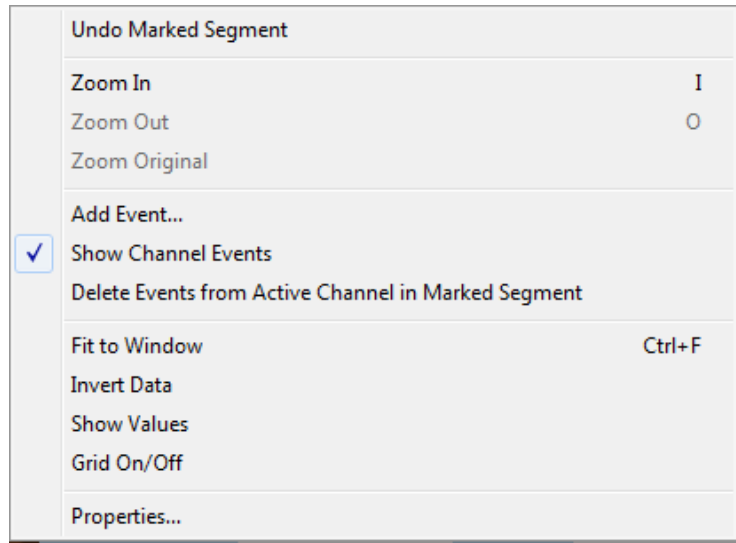 Undo Marked Segment
Zoom In I
Zoom Out O
Zoom Original
Add Event...
Show Channel Events
Delete Events from Active Channel in Marked Segment
Fit to Window Ctrl+F
Invert Data
Show Values
Grid On/Off
Properties...